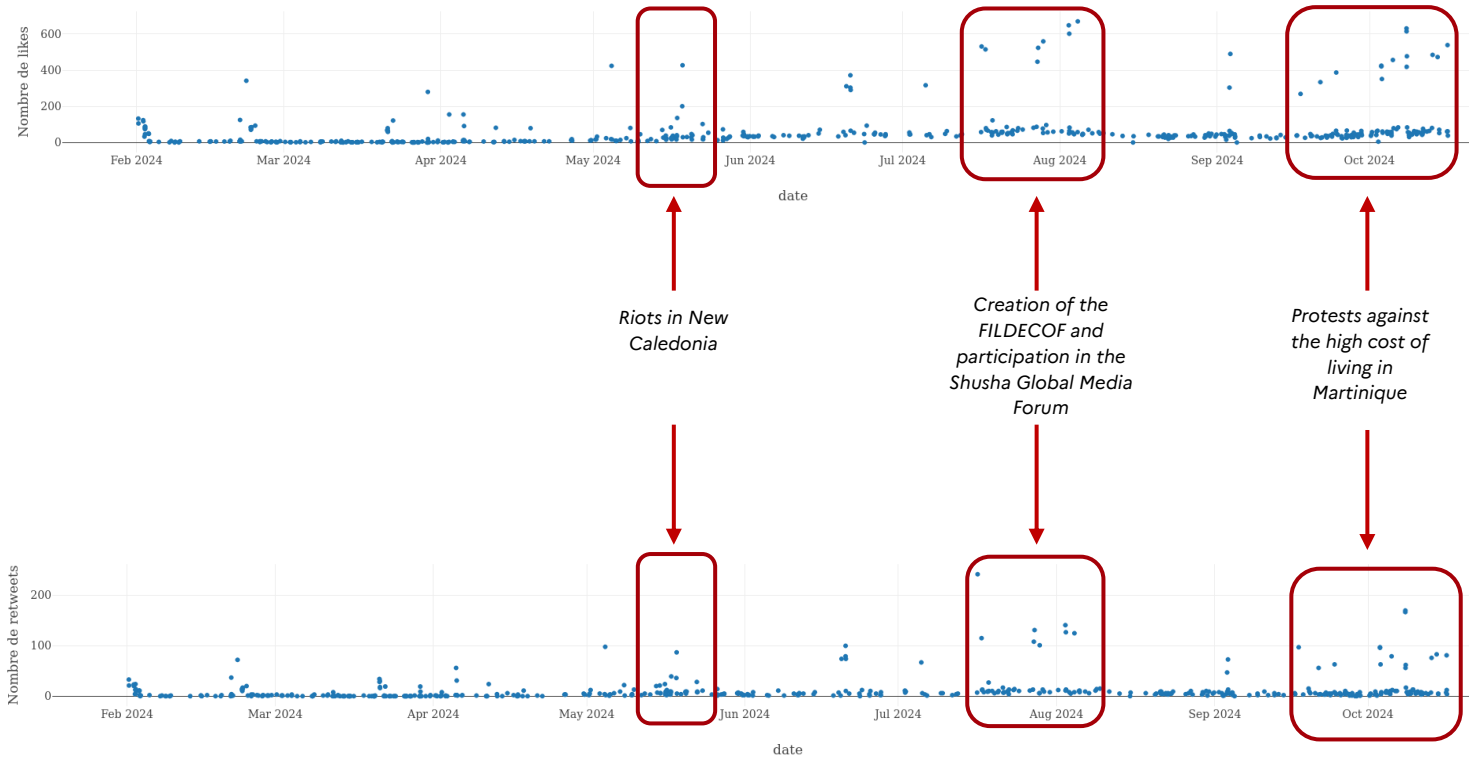 Nombre de likes
600
400
200
0
Feb 2024
Mar 2024
Apr 2024
May 2024
Jun 2024
Jul 2024
Aug 2024
Sep 2024
Oct 2024
date
Riots in New
Caledonia
Creation of the
FILDECOF and
participation in the
Shusha Global Media
Forum
Protests against
the high cost of
living in
Martinique
Nombre de retweets
200
100
0
Feb 2024
Mar 2024
Apr 2024
May 2024
Jun 2024
Jul 2024
Aug 2024
Sep 2024
Oct 2024
date